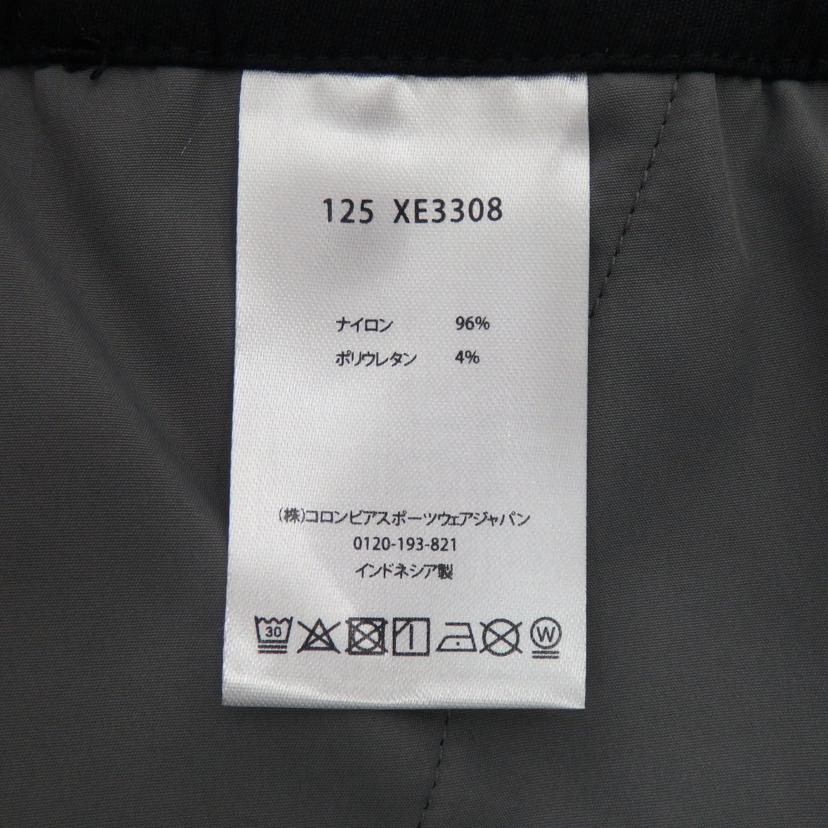 125 XE3308
ナイロン 96%
ポリウレタン 4%
(株)コロンビアスポーツウェアジャパン
0120-193-821
インドネシア製
30 W